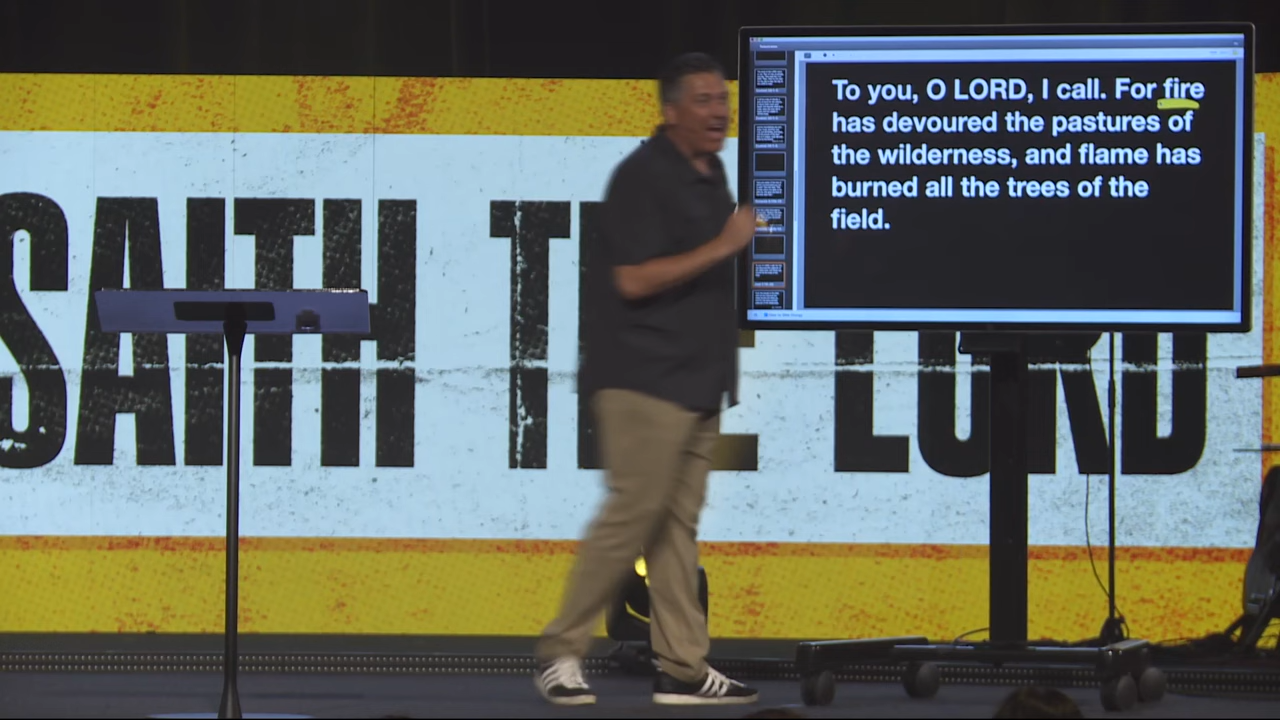 To you, O LORD, I call. For fire
has devoured the pastures of
the wilderness, and flame has
burned all the trees of the
field.
SAITH THE LORD